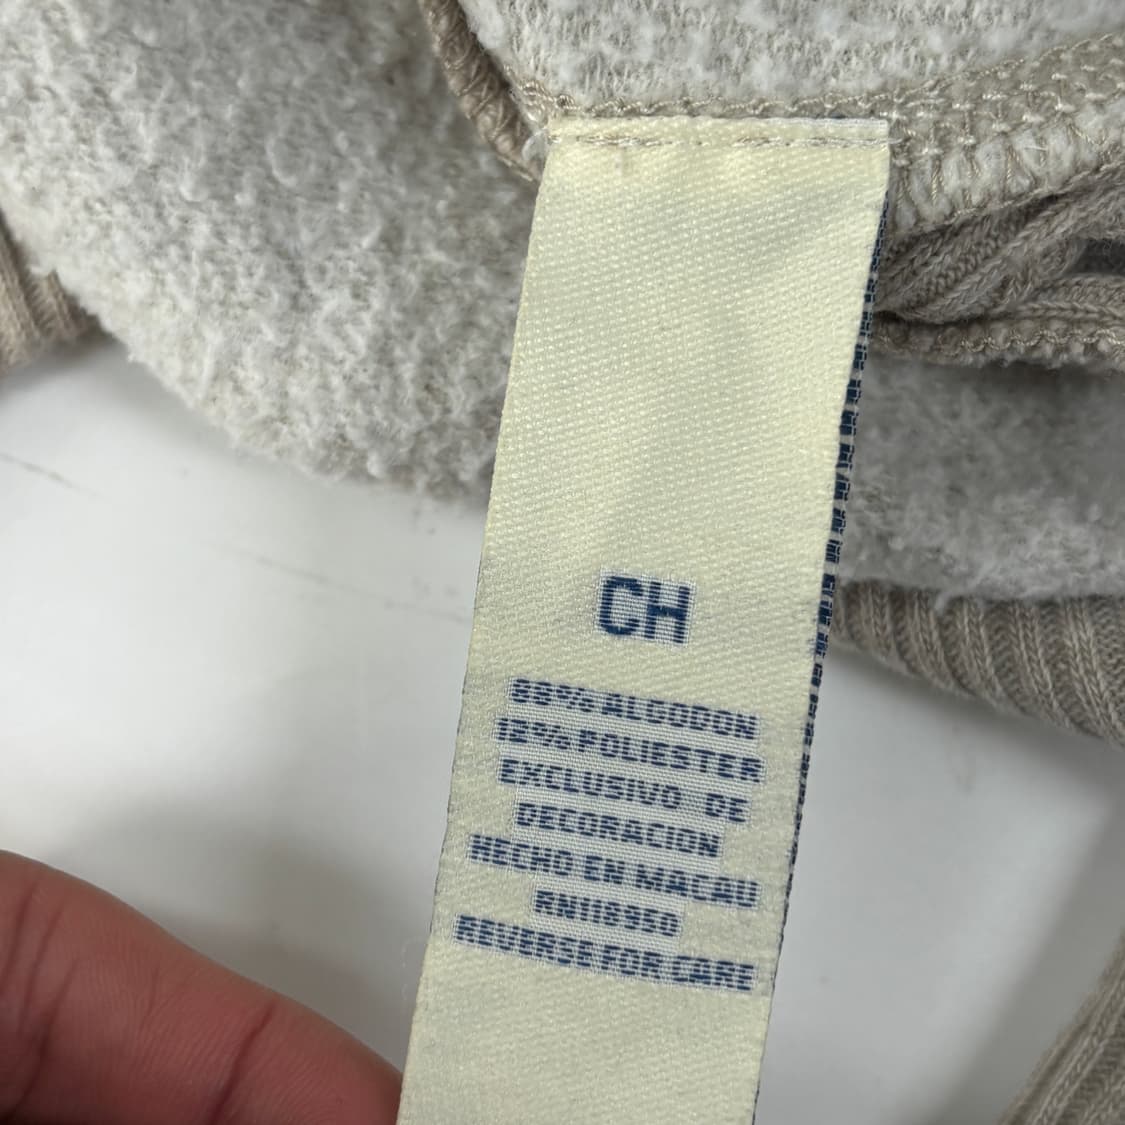 CH
88% ALGODON
12% POLIESTER
EXCLUSIVO DE
DECORACION
HECHO EN MACAU
RN118950
REVERSE FOR CARE